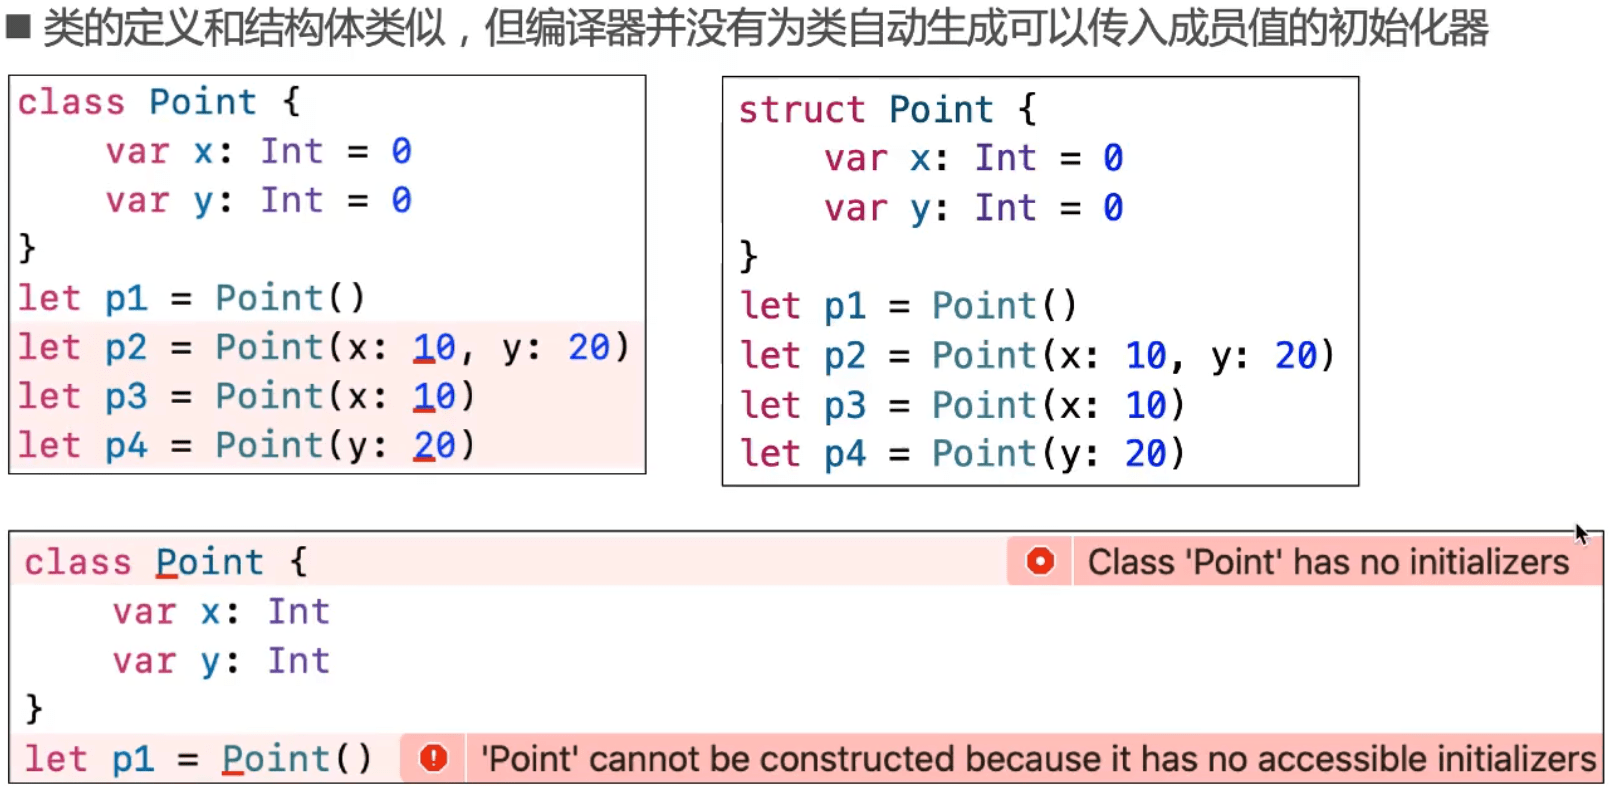 ■ 类的定义和结构体类似，但编译器并没有为类自动生成可以传入成员值的初始化器
class Point {
    var x: Int = 0
    var y: Int = 0
}
let p1 = Point()
let p2 = Point(x: 10, y: 20)
let p3 = Point(x: 10)
let p4 = Point(y: 20)
struct Point {
    var x: Int = 0
    var y: Int = 0
}
let p1 = Point()
let p2 = Point(x: 10, y: 20)
let p3 = Point(x: 10)
let p4 = Point(y: 20)
class Point { Class 'Point' has no initializers
    var x: Int
    var y: Int
}
let p1 = Point() 'Point' cannot be constructed because it has no accessible initializers